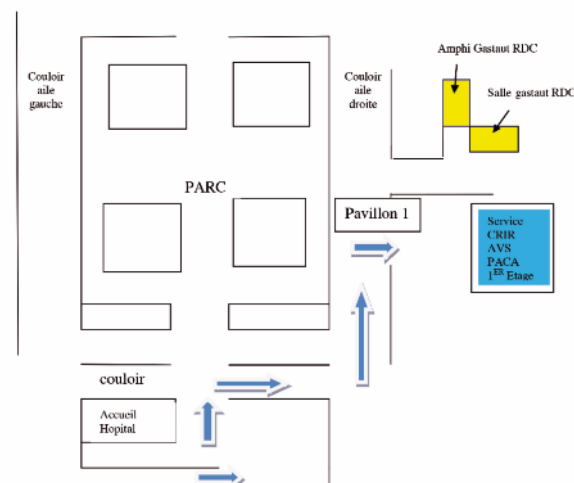 Amphi Gastaut RDC
Couloir
aile
gauche
Couloir
aile
droite
Salle gastaut RDC
PARC
Pavillon 1
Service
CRIR
AVS
PACA
1ER Etage
couloir
Accueil
Hopital